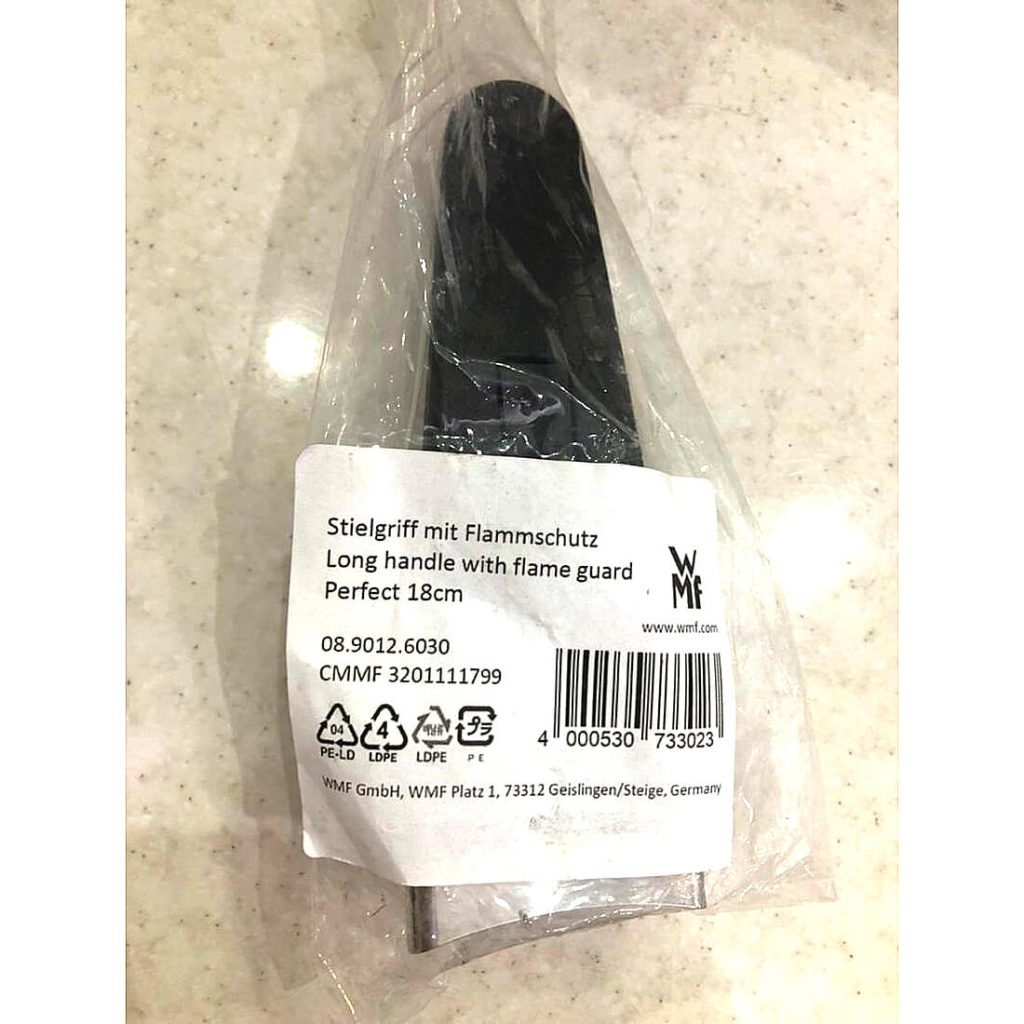 Stielgriff mit Flammschutz
Long handle with flame guard
Perfect 18cm
WMF
www.wmf.com
08.9012.6030
CMMF 3201111799
04 4 プラ
PE-LD LDPE LDPE PE
4 000530 733023
WMF GmbH, WMF Platz 1, 73312 Geislingen/Steige, Germany